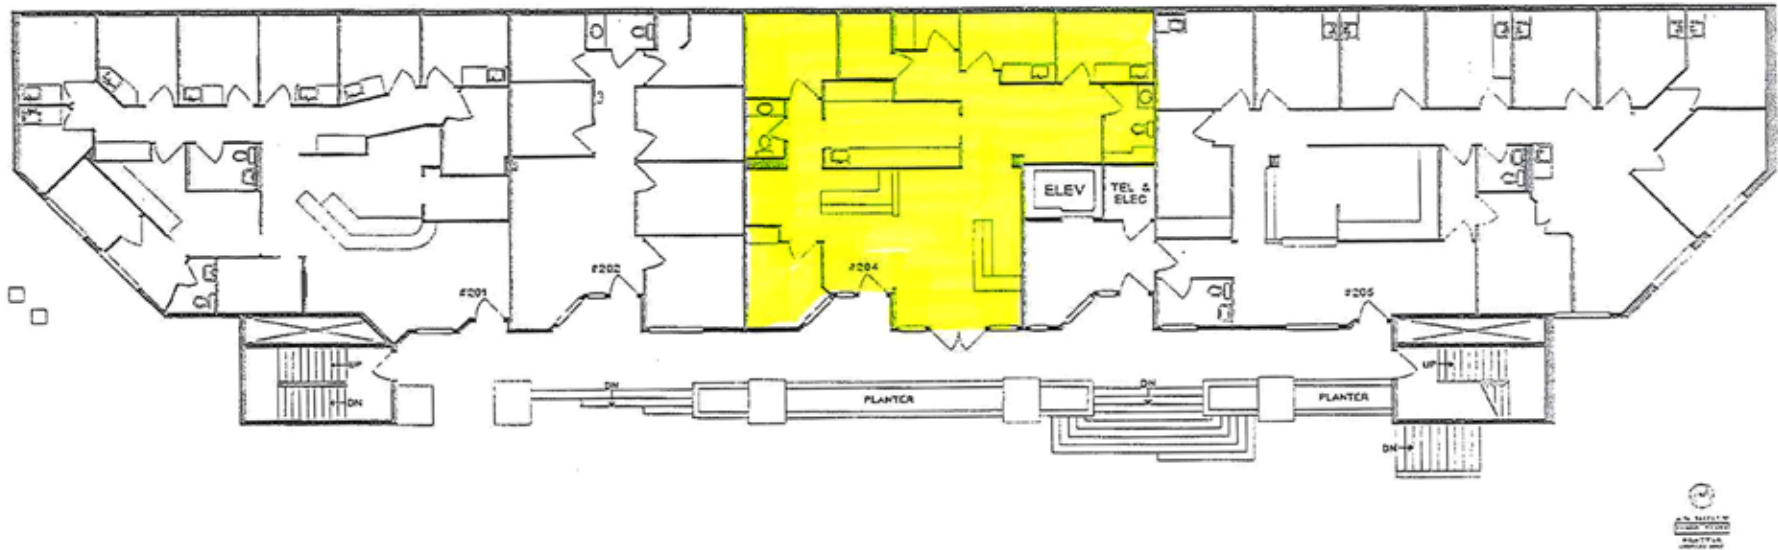 ELEV
TEL &
ELEC
#202
#204
#201
#205
UP
DN
DN
PLANTER
DN
PLANTER
UP
DN